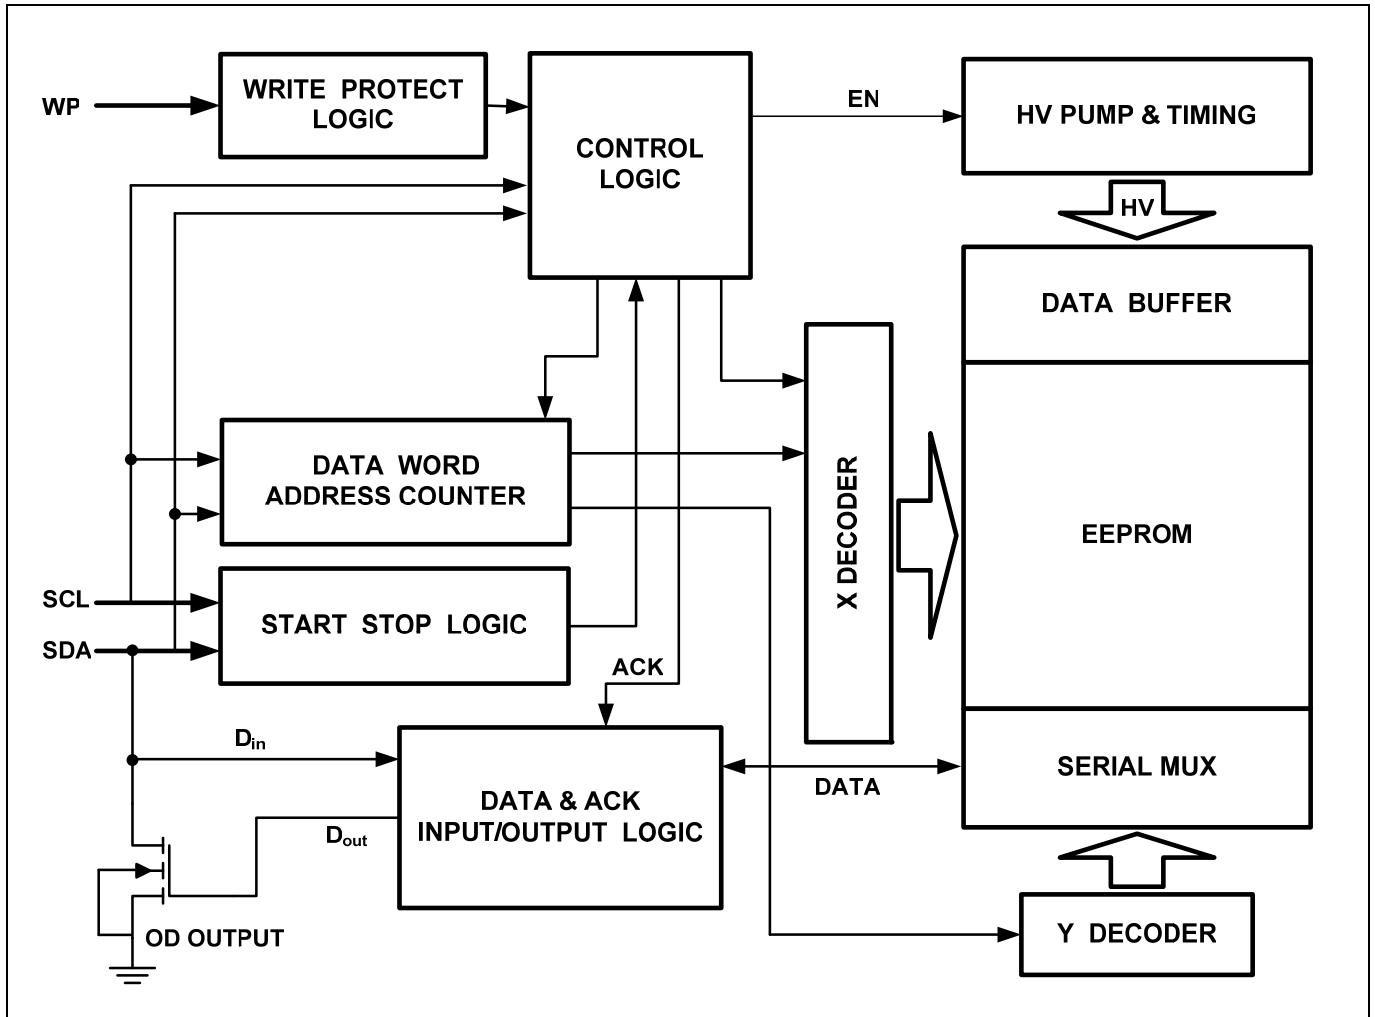 WP
WRITE PROTECT
LOGIC
CONTROL
LOGIC
EN
HV PUMP & TIMING
HV
DATA BUFFER
DATA WORD
ADDRESS COUNTER
X DECODER
EEPROM
SCL
START STOP LOGIC
SDA
ACK
Din
DATA & ACK
INPUT/OUTPUT LOGIC
Dout
DATA
SERIAL MUX
OD OUTPUT
Y DECODER